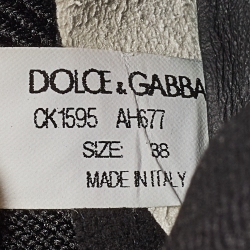 DOLCE & GABBA
CK1595 AH677
SIZE: 38
MADE IN ITALY